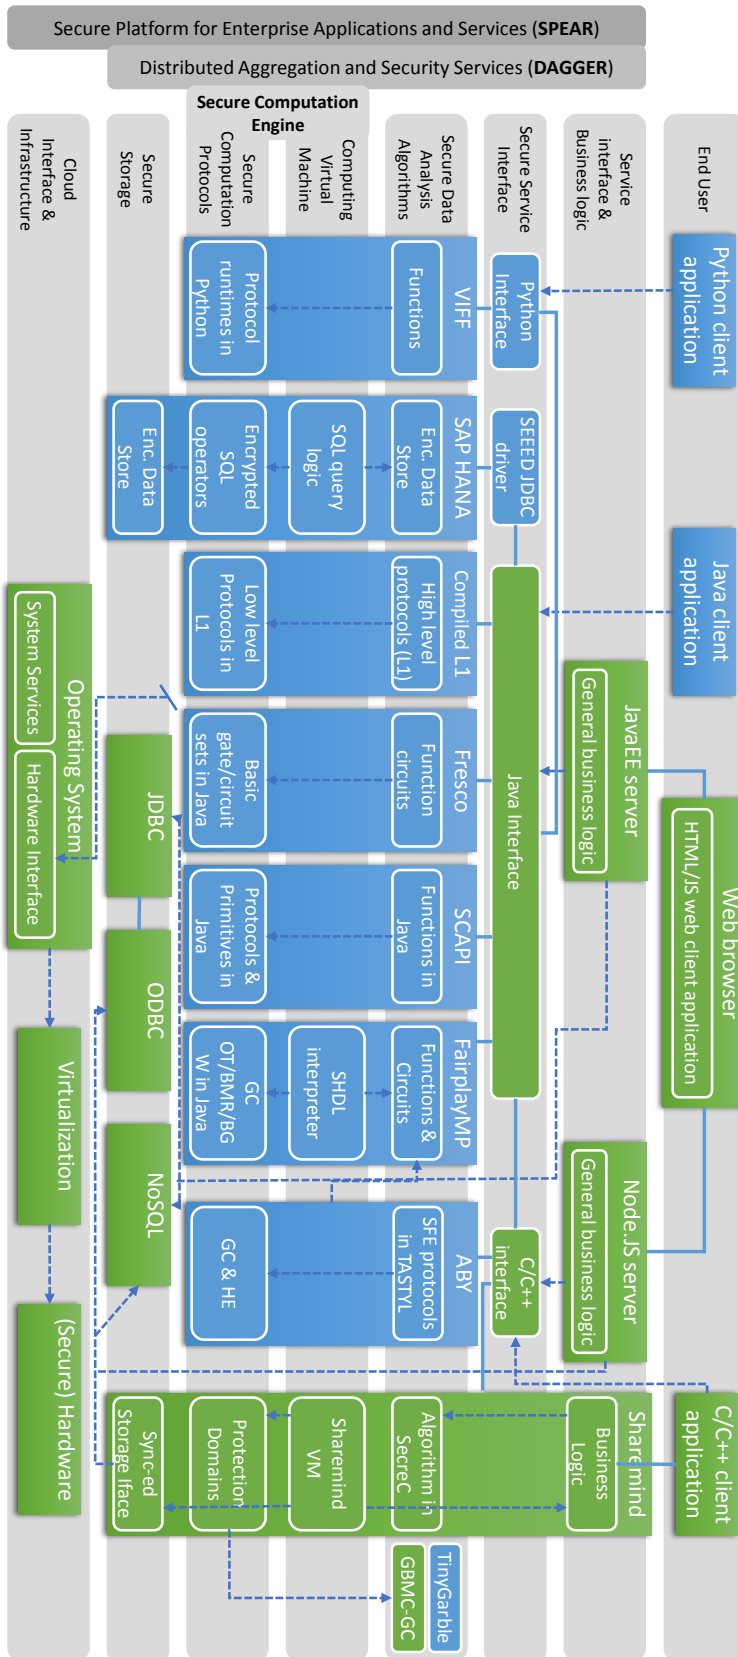 Secure Platform for Enterprise Applications and Services (SPEAR)
Distributed Aggregation and Security Services (DAGGER)
Secure Computation
Engine
End User
Python client
application
Java client
application
Web browser
HTML/JS web client application
C/C++ client
application
Service
interface &
Business logic
JavaEE server
General business logic
Node.JS server
General business logic
Sharemind
Business
Logic
Secure Service
Interface
Python
Interface
SEEED JDBC
driver
Java Interface
C/C++
interface
Secure Data
Analysis
Algorithms
VIFF
Functions
SAP HANA
Enc. Data
Store
Compiled L1
High level
protocols (L1)
Fresco
Function
circuits
SCAPI
Functions in
Java
FairplayMP
Functions &
Circuits
ABY
SFE protocols
in TASTYL
Algorithm in
SecreC
TinyGarble
GBMC-GC
Computing
Virtual
Machine
SQL query
logic
SHDL
interpreter
Sharemind
VM
Secure
Computation
Protocols
Protocol
runtimes in
Python
Encrypted
SQL
operators
Low level
Protocols in
L1
Basic
gate/circuit
sets in Java
Protocols &
Primitives in
Java
GC
OT/BMR/BG
W in Java
GC & HE
Protection
Domains
Secure
Storage
Enc. Data
Store
JDBC
ODBC
NoSQL
Sync-ed
Storage Iface
Cloud
Interface &
Infrastructure
Operating System
System Services
Hardware Interface
Virtualization
(Secure) Hardware